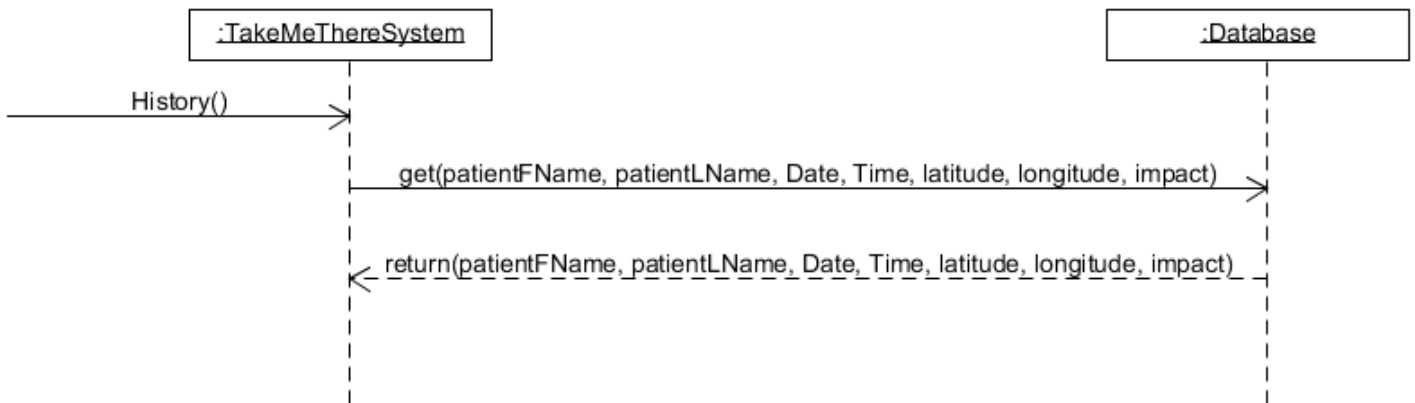 :TakeMeThereSystem
:Database
History()
get(patientFName, patientLName, Date, Time, latitude, longitude, impact)
return(patientFName, patientLName, Date, Time, latitude, longitude, impact)